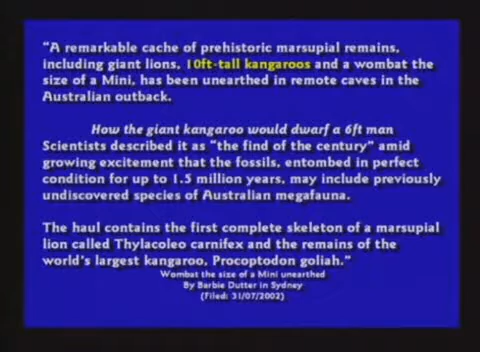 "A remarkable cache of prehistoric marsupial remains,
including giant lions, 10ft-tall kangaroos and a wombat the
size of a Mini, has been unearthed in remote caves in the
Australian outback.
How the giant kangaroo would dwarf a 6ft man
Scientists described it as "the find of the century" amid
growing excitement that the fossils, entombed in perfect
condition for up to 1.5 million years, may include previously
undiscovered species of Australian megafauna.
The haul contains the first complete skeleton of a marsupial
lion called Thylacoleo carnifex and the remains of the
world's largest kangaroo, Procoptodon goliah."
Wombat the size of a Mini unearthed
By Barbie Dutter in Sydney
(Filed: 31/07/2002)